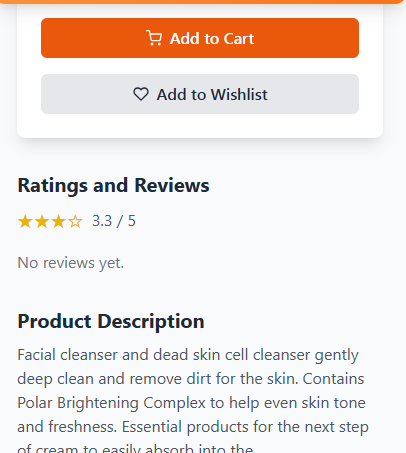 Add to Cart
Add to Wishlist
Ratings and Reviews
★★★☆ 3.3 / 5
No reviews yet.
Product Description
Facial cleanser and dead skin cell cleanser gently
deep clean and remove dirt for the skin. Contains
Polar Brightening Complex to help even skin tone
and freshness. Essential products for the next step
of cream to easily absorb into the